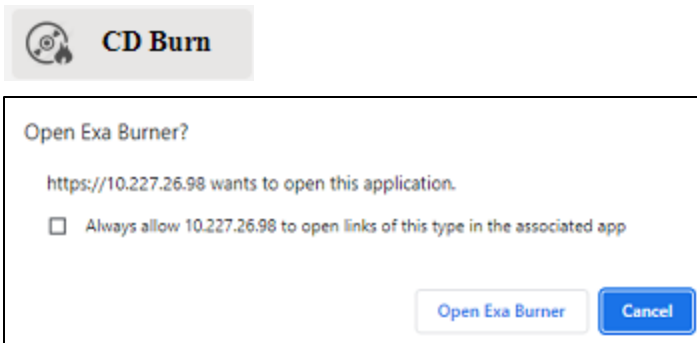 CD Burn
Open Exa Burner?
https://10.227.26.98 wants to open this application.
Always allow 10.227.26.98 to open links of this type in the associated app
Open Exa Burner
Cancel